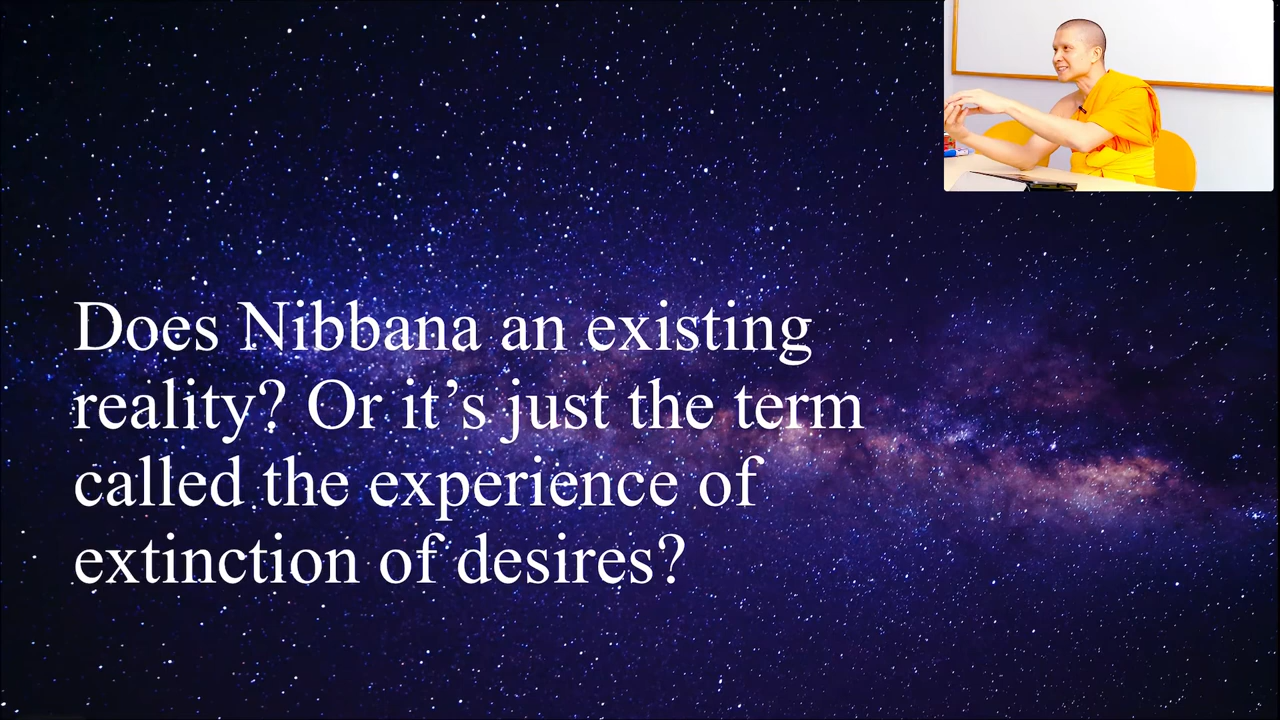 Does Nibbana an existing
reality? Or it’s just the term
called the experience of
extinction of desires?